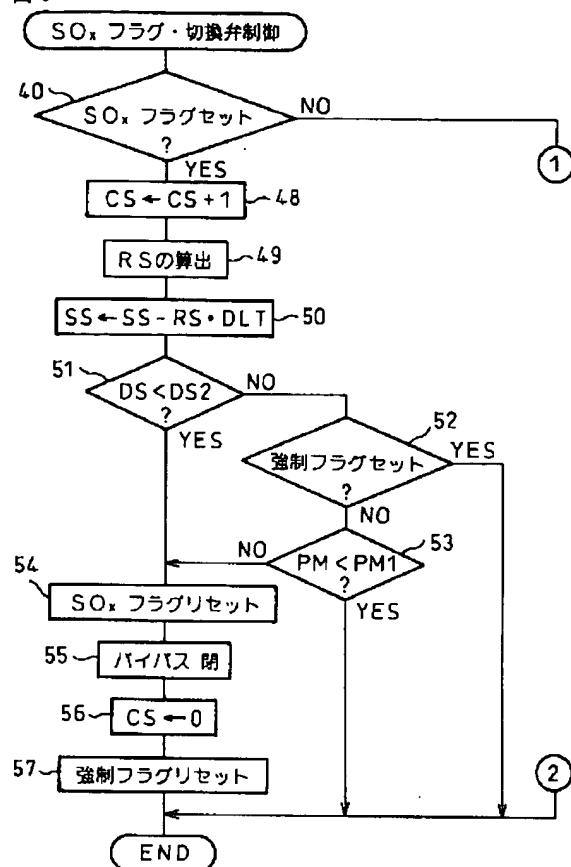 SOx フラグ・切換弁制御
40
SOx フラグセット
?
NO
1
YES
CS←CS+1
48
RSの算出
49
SS←SS-RS・DLT
50
51
DS<DS2
?
NO
YES
52
強制フラグセット
?
YES
NO
53
PM<PM1
?
NO
YES
54
SOx フラグリセット
55
バイパス 閉
56
CS←0
57
強制フラグリセット
2
END